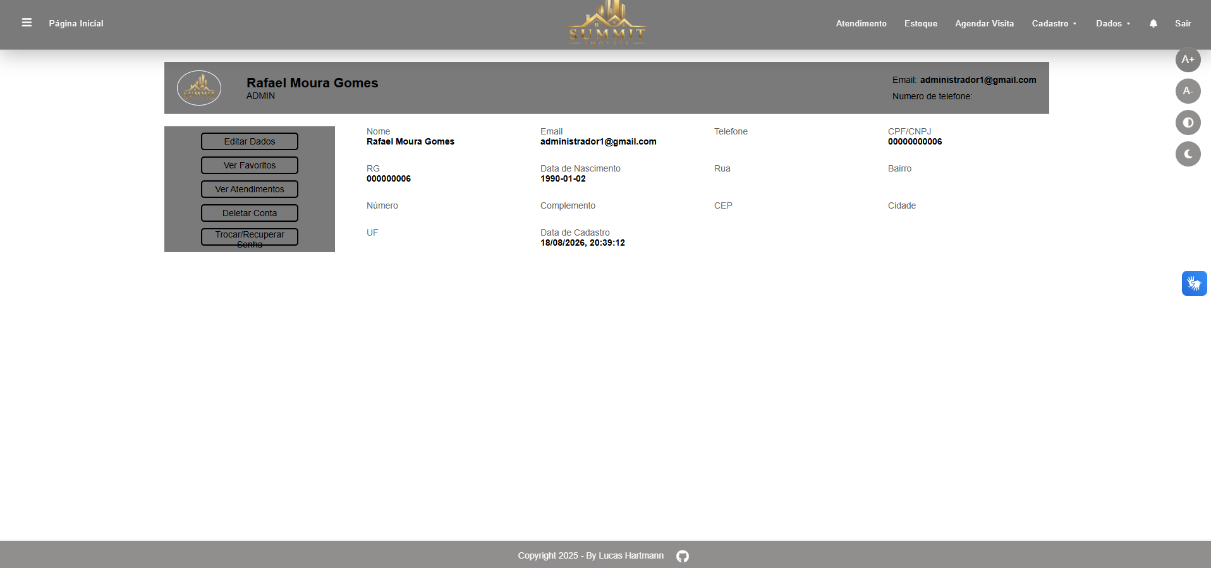 Página Inicial
SUMMIT
Atendimento Estoque Agendar Visita Cadastro Dados Sair
A+
A-
Rafael Moura Gomes
ADMIN
Email: administrador1@gmail.com
Numero de telefone:
Editar Dados
Ver Favoritos
Ver Atendimentos
Deletar Conta
Trocar/Recuperar
Senha
Nome Email Telefone CPF/CNPJ
Rafael Moura Gomes administrador1@gmail.com 00000000006
RG Data de Nascimento Rua Bairro
000000006 1990-01-02
Número Complemento CEP Cidade
UF Data de Cadastro
18/08/2026, 20:39:12
Copyright 2025 - By Lucas Hartmann